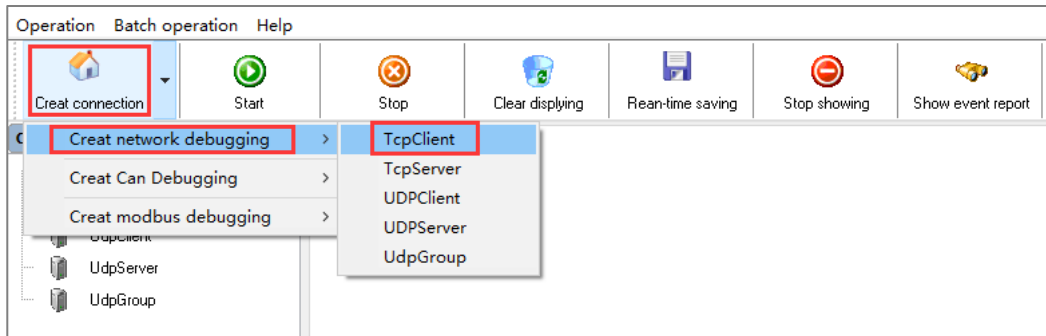 Operation Batch operation Help
Creat connection Start Stop Clear displying Rean-time saving Stop showing Show event report
Creat network debugging
Creat Can Debugging
Creat modbus debugging
TcpClient
TcpServer
UDPClient
UDPServer
UdpGroup
UdpClient
UdpServer
UdpGroup